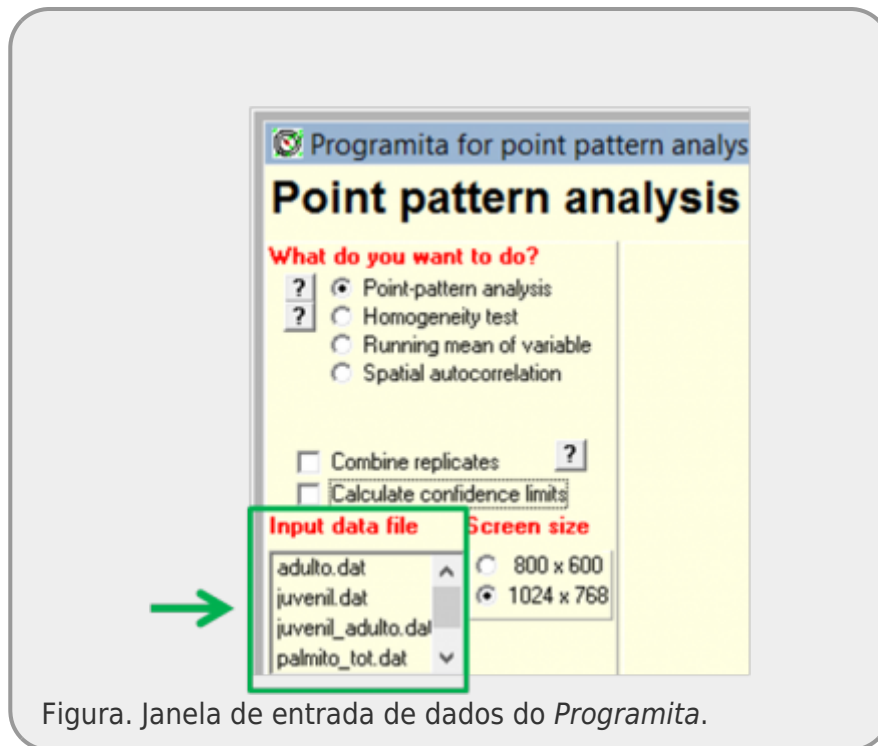 Programita for point pattern analys
Point pattern analysis
What do you want to do?
? Point-pattern analysis
? Homogeneity test
Running mean of variable
Spatial autocorrelation
Combine replicates ?
Calculate confidence limits
Input data file Screen size
adulto.dat 800 x 600
juvenil.dat 1024 x 768
juvenil_adulto.dat
palmito_tot.dat
Figura. Janela de entrada de dados do Programita.